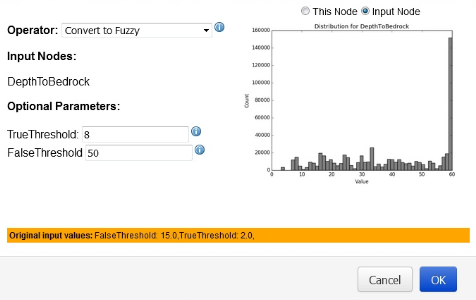 This Node Input Node
Operator: Convert to Fuzzy
Input Nodes:
DepthToBedrock
Optional Parameters:
TrueThreshold: 8
FalseThreshold 50
Distribution for DepthToBedrock
160000
140000
120000
100000
80000
60000
40000
20000
0
Count
0 10 20 30 40 50 60
Value
Original input values: FalseThreshold: 15.0,TrueThreshold: 2.0,
Cancel OK